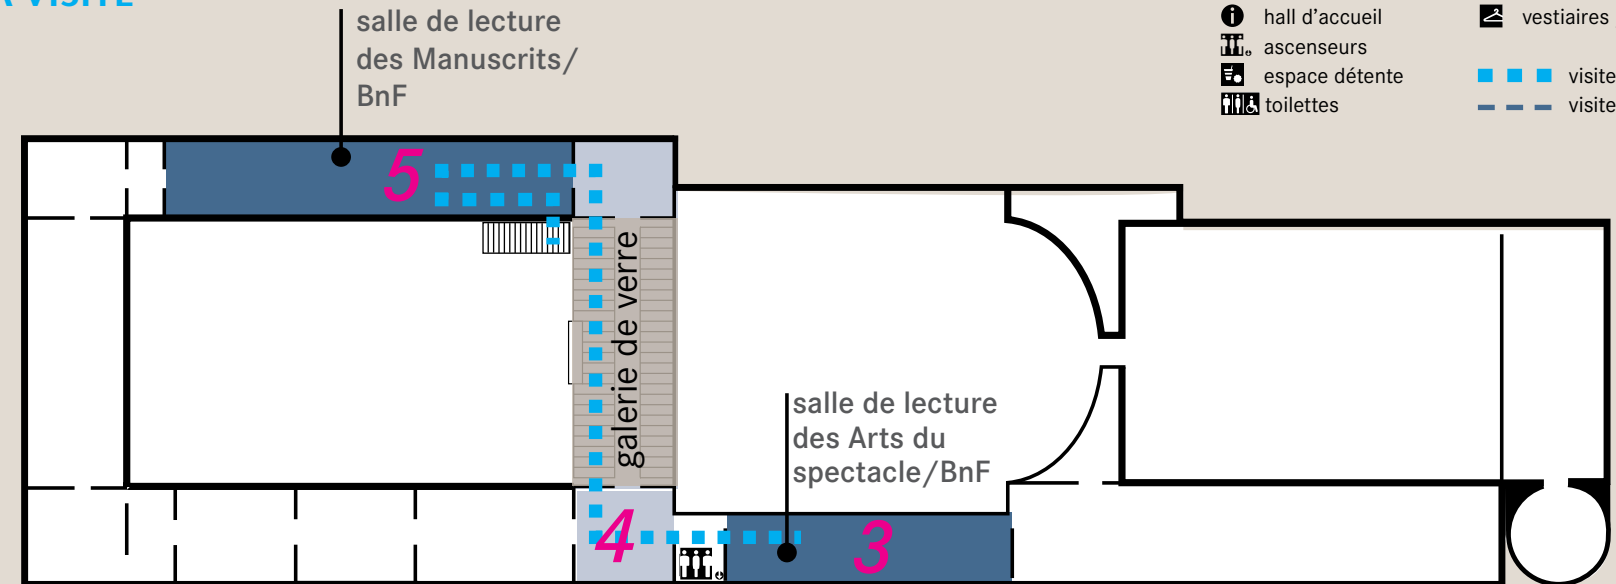 A VISITE
salle de lecture
des Manuscrits/
BnF
hall d'accueil
ascenseurs
espace détente
toilettes
vestiaires
visite
visite
5
galerie de verre
salle de lecture
des Arts du
spectacle/BnF
4
3